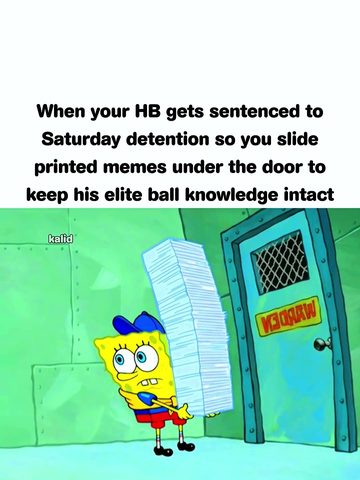 When your HB gets sentenced to
Saturday detention so you slide
printed memes under the door to
keep his elite ball knowledge intact
kalid
WARDEN